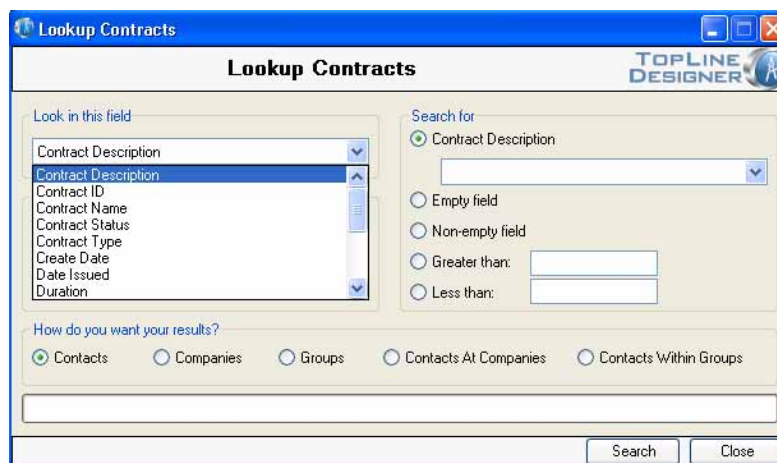 Lookup Contracts
Lookup Contracts
TOPLINE
DESIGNER
Look in this field
Contract Description
Contract Description
Contract ID
Contract Name
Contract Status
Contract Type
Create Date
Date Issued
Duration
Search for
Contract Description
Empty field
Non-empty field
Greater than:
Less than:
How do you want your results?
Contacts Companies Groups Contacts At Companies Contacts Within Groups
Search Close